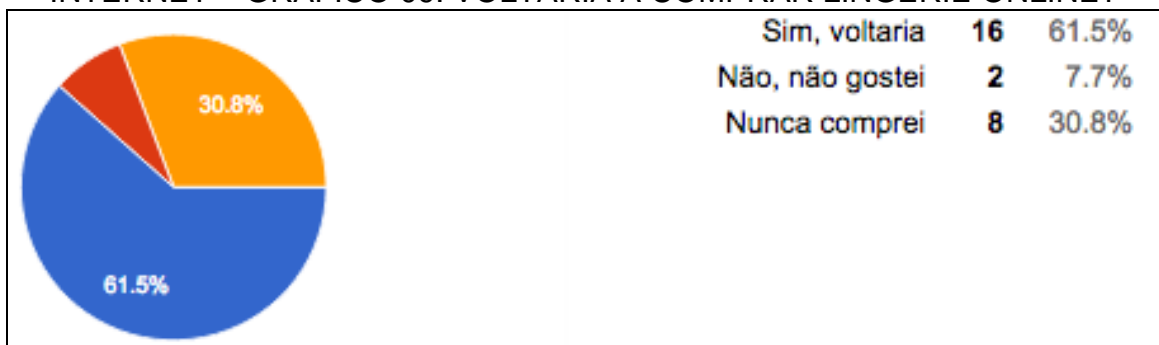 Sim, voltaria 16 61.5%
Não, não gostei 2 7.7%
Nunca comprei 8 30.8%
30.8%
61.5%